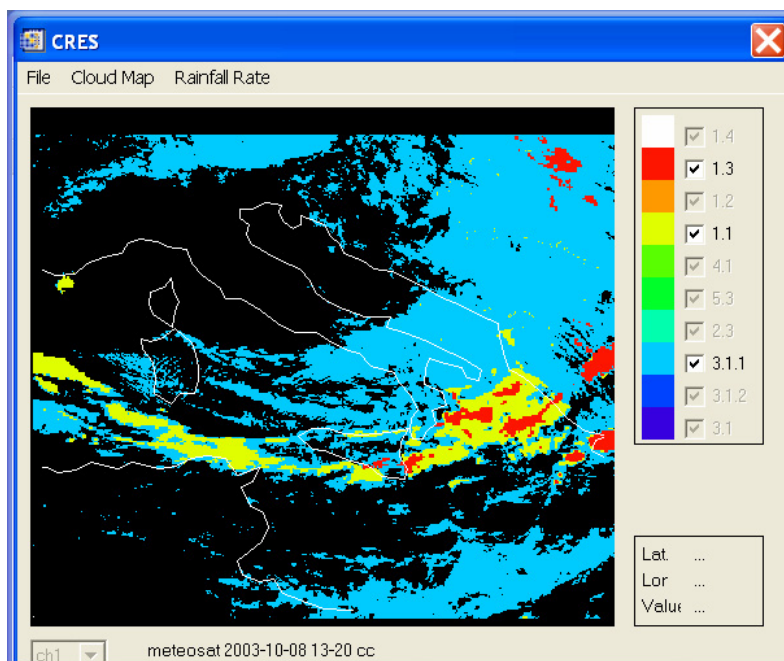 CRES
File Cloud Map Rainfall Rate
1.4
1.3
1.2
1.1
4.1
5.3
2.3
3.1.1
3.1.2
3.1
Lat. ...
Lor ...
Value ...
ch1
meteosat 2003-10-08 13-20 cc